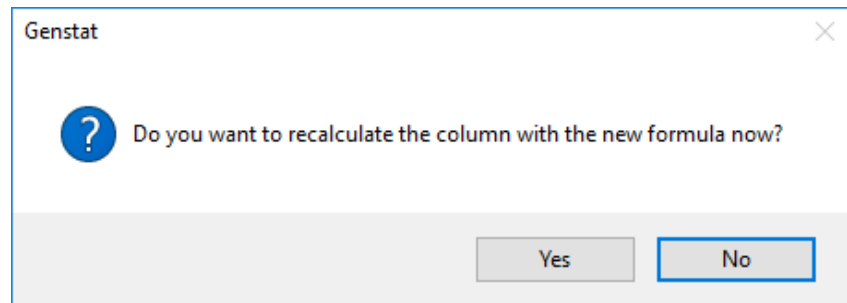 Genstat
?
Do you want to recalculate the column with the new formula now?
Yes
No